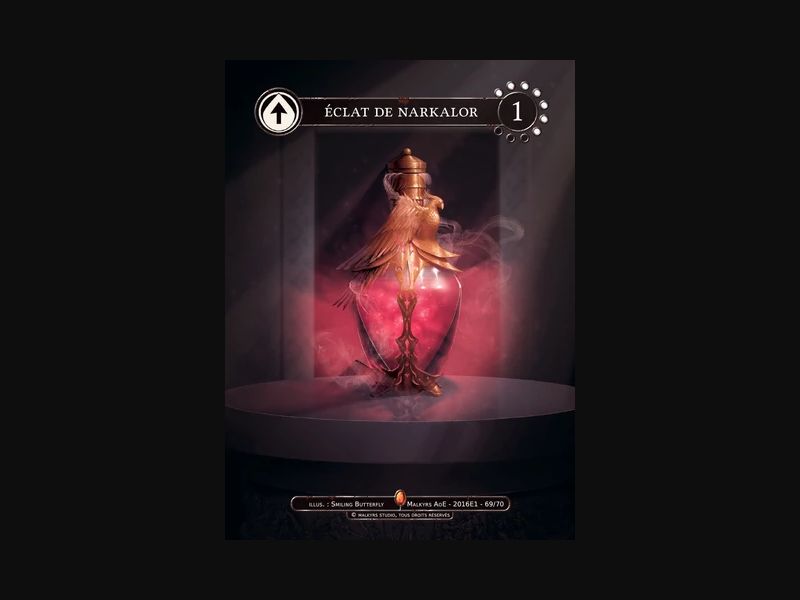 ÉCLAT DE NARKALOR
1
ILLUS. : SMILING BUTTERFLY MALKYRS AOE - 2016E1 - 69/70
© MALKYRS STUDIO, TOUS DROITS RÉSERVÉS